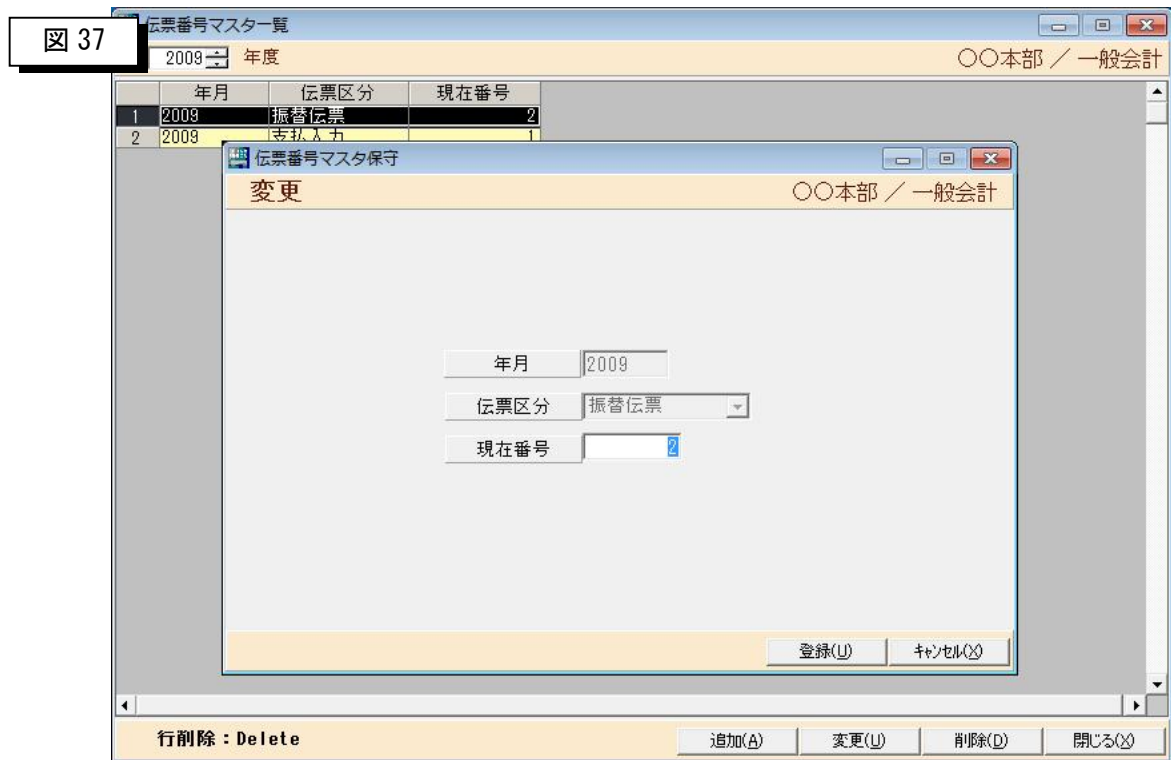 図 37
伝票番号マスタ一覧
2009 年度 〇〇本部 / 一般会計
年月 伝票区分 現在番号
1 2009 振替伝票 2
2 2009 支払入力 1
伝票番号マスタ保守
変更 〇〇本部 / 一般会計
年月 2009
伝票区分 振替伝票
現在番号 2
登録(U) キャンセル(X)
行削除：Delete 追加(A) 変更(U) 削除(D) 閉じる(X)